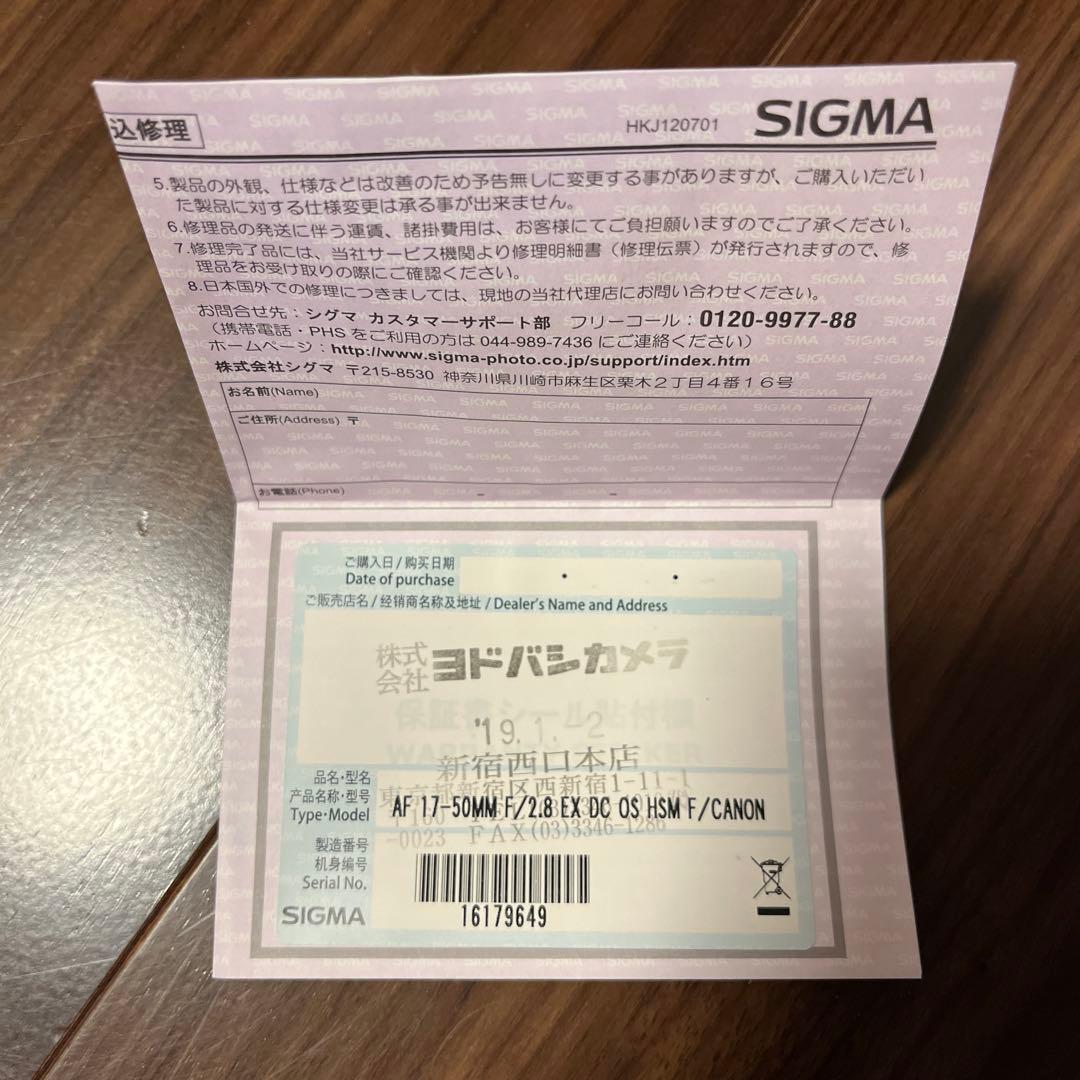 込修理
HKJ120701
SIGMA
5.製品の外観、仕様などは改善のため予告無しに変更する事がありますが、ご購入いただい
た製品に対する仕様変更は承る事が出来ません。
6.修理品の発送に伴う運賃、諸掛費用は、お客様にてご負担願いますのでご了承ください。
7.修理完了品には、当社サービス機関より修理明細書(修理伝票)が発行されますので、修
理品をお受け取りの際にご確認ください。
8.日本国外での修理につきましては、現地の当社代理店にお問い合わせください。
お問合せ先：シグマ カスタマーサポート部 フリーコール：0120-9977-88
(携帯電話・PHSをご利用の方は 044-989-7436 にご連絡ください)
ホームページ：http://www.sigma-photo.co.jp/support/index.htm
株式会社シグマ 〒215-8530 神奈川県川崎市麻生区栗木2丁目4番16号
お名前(Name)
ご住所(Address) 〒
お電話(Phone) - -
ご購入日/购买日期
Date of purchase
ご販売店名/经销商名称及地址/Dealer's Name and Address
株式会社 ヨドバシカメラ
'19.1.-2
新宿西口本店
東京都新宿区西新宿1-11-1
品名・型名
产品名称・型号
Type・Model
AF 17-50MM F/2.8 EX DC OS HSM F/CANON
-0023 FAX(03)3346-1286
製造番号
机身编号
Serial No.
16179649
SIGMA